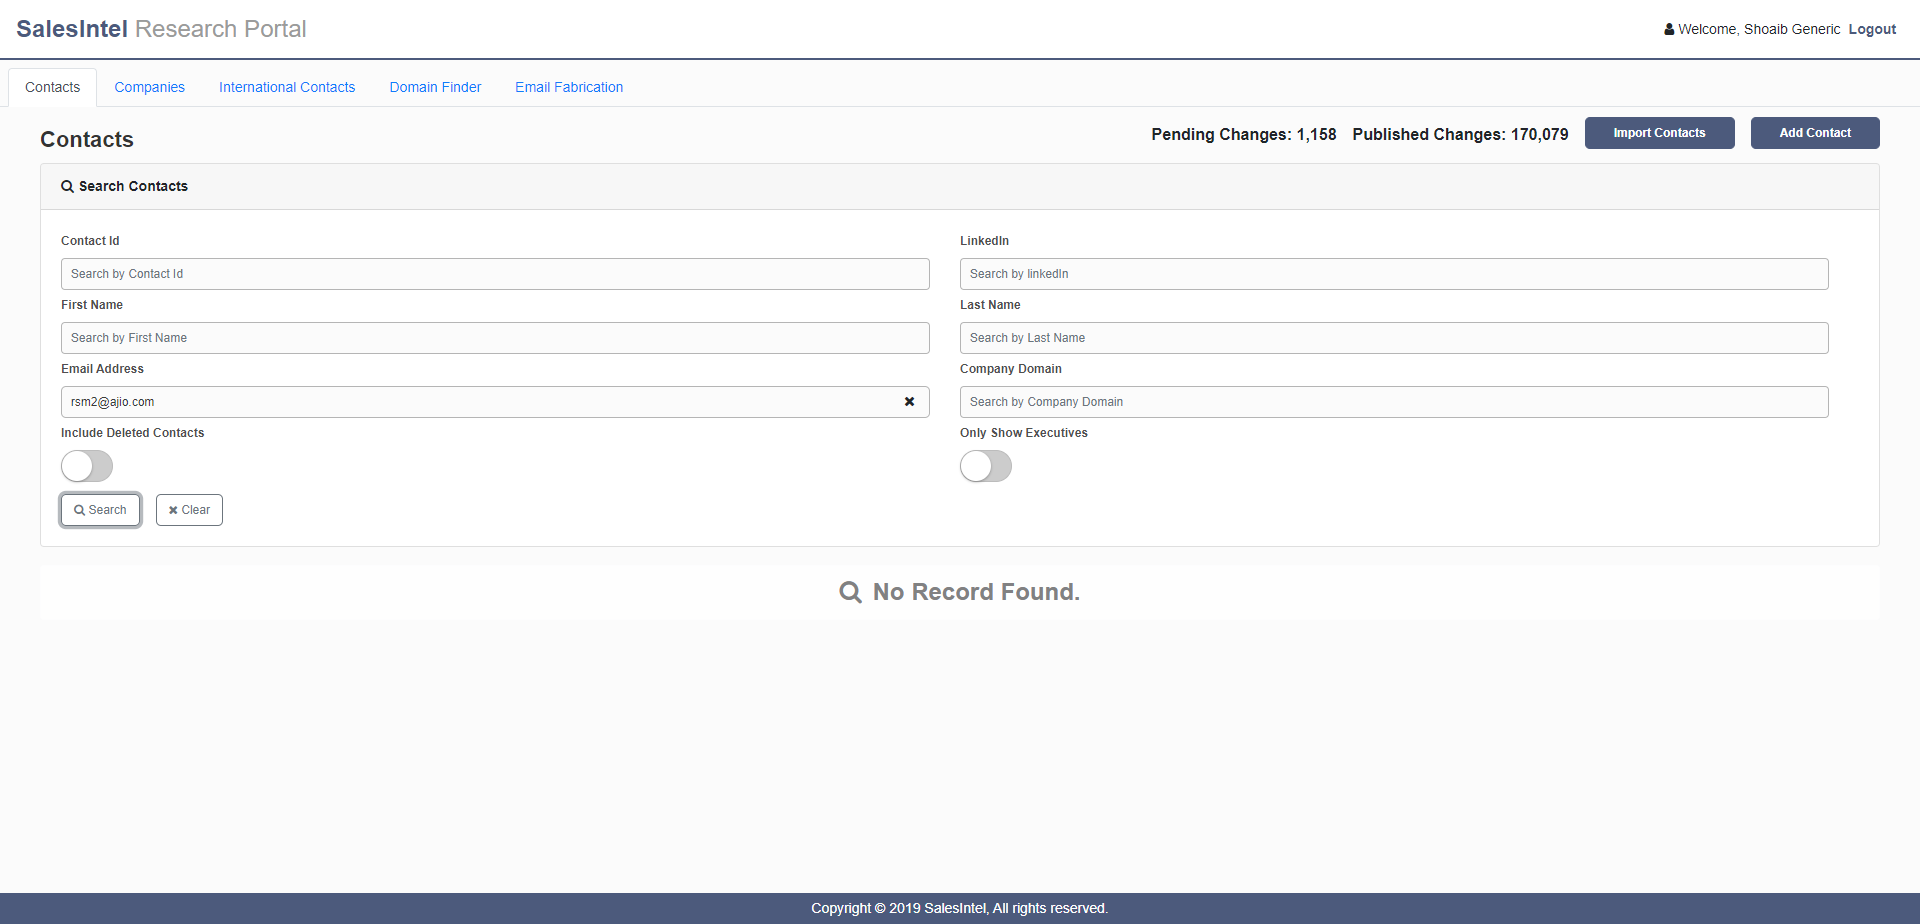 SalesIntel Research Portal
Welcome, Shoaib Generic Logout
Contacts Companies International Contacts Domain Finder Email Fabrication
Contacts
Pending Changes: 1,158 Published Changes: 170,079 Import Contacts Add Contact
Search Contacts
Contact Id LinkedIn
Search by Contact Id Search by linkedIn
First Name Last Name
Search by First Name Search by Last Name
Email Address Company Domain
rsm2@ajio.com Search by Company Domain
Include Deleted Contacts Only Show Executives
Search Clear
No Record Found.
Copyright © 2019 SalesIntel, All rights reserved.